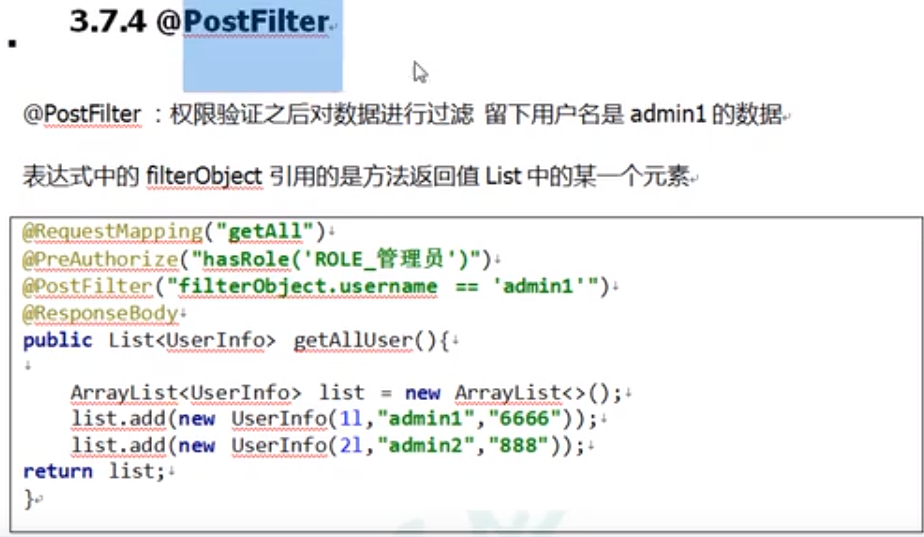 3.7.4 @PostFilter
@PostFilter ：权限验证之后对数据进行过滤 留下用户名是 admin1 的数据
表达式中的 filterObject 引用的是方法返回值 List 中的某一个元素
@RequestMapping("getAll")
@PreAuthorize("hasRole('ROLE_管理员')")
@PostFilter("filterObject.username == 'admin1'")
@ResponseBody
public List<UserInfo> getAllUser(){
ArrayList<UserInfo> list = new ArrayList<>();
list.add(new UserInfo(1l,"admin1","6666"));
list.add(new UserInfo(2l,"admin2","888"));
return list;
}